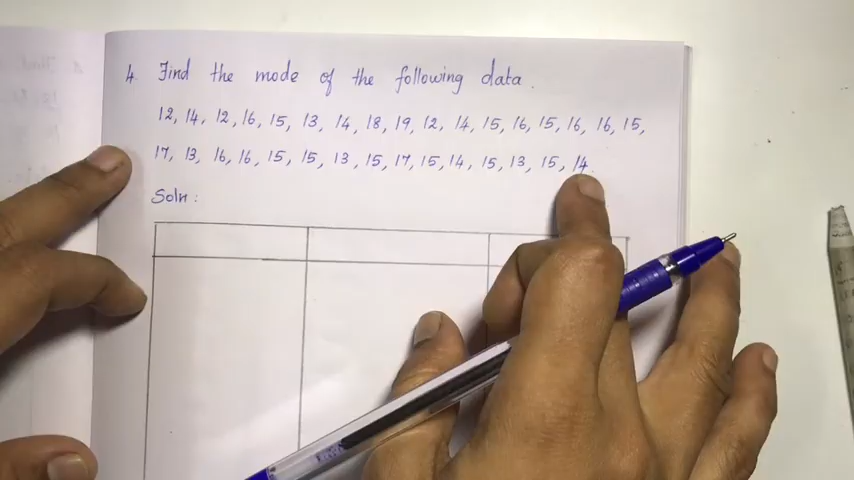 4. Find the mode of the following data.
12, 14, 12, 16, 15, 13, 14, 18, 19, 12, 14, 15, 16, 15, 16, 16, 15,
17, 13, 16, 16, 15, 15, 13, 15, 17, 15, 14, 15, 13, 15, 14.
Soln :